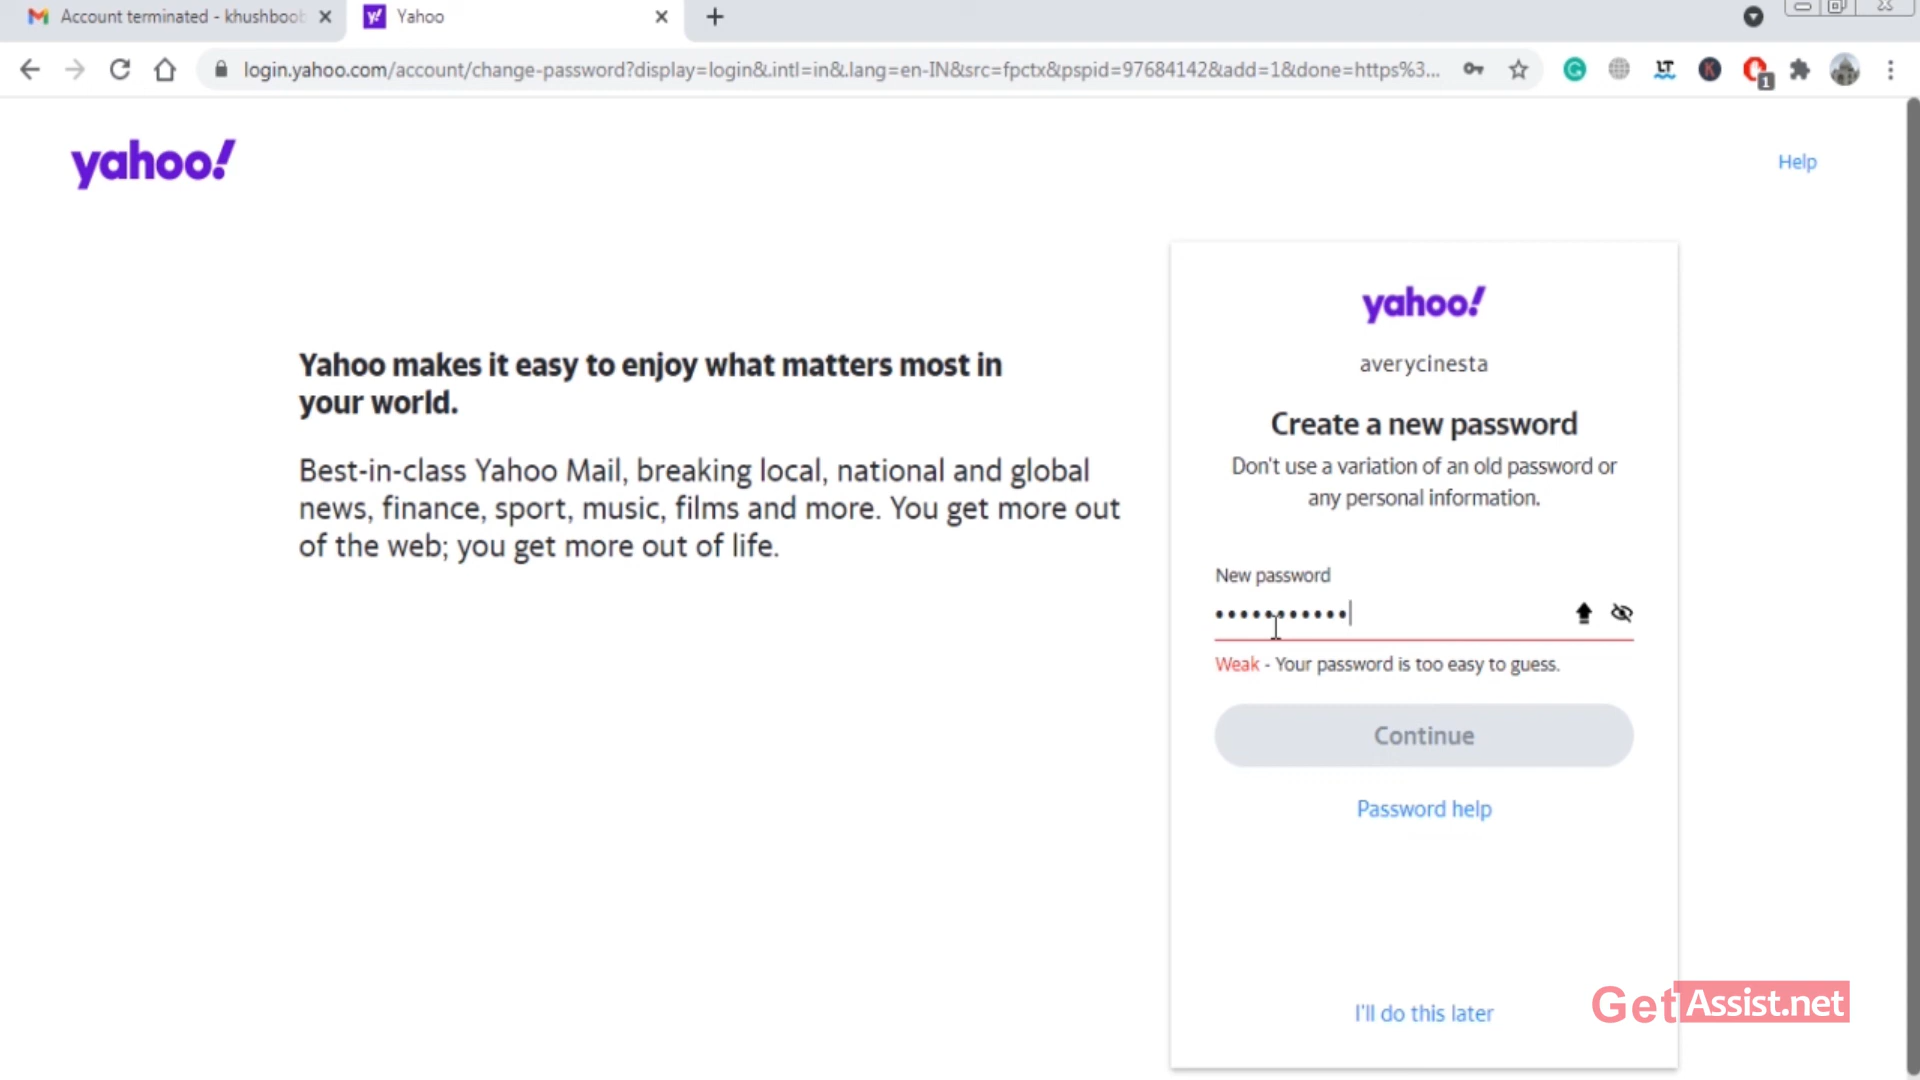 Account terminated - khushboob
Yahoo
login.yahoo.com/account/change-password?display=login&.intl=in&.lang=en-IN&src=fpctx&pspid=97684142&add=1&done=https%3...
1
yahoo!
Help
yahoo!
averycinesta
Yahoo makes it easy to enjoy what matters most in
your world.
Create a new password
Don't use a variation of an old password or
any personal information.
Best-in-class Yahoo Mail, breaking local, national and global
news, finance, sport, music, films and more. You get more out
of the web; you get more out of life.
New password
Weak - Your password is too easy to guess.
Continue
Password help
I'll do this later
GetAssist.net